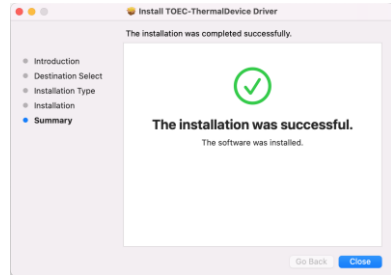 Install TOEC-ThermalDevice Driver
The installation was completed successfully.
Introduction
Destination Select
Installation Type
Installation
Summary
The installation was successful.
The software was installed.
Go Back
Close